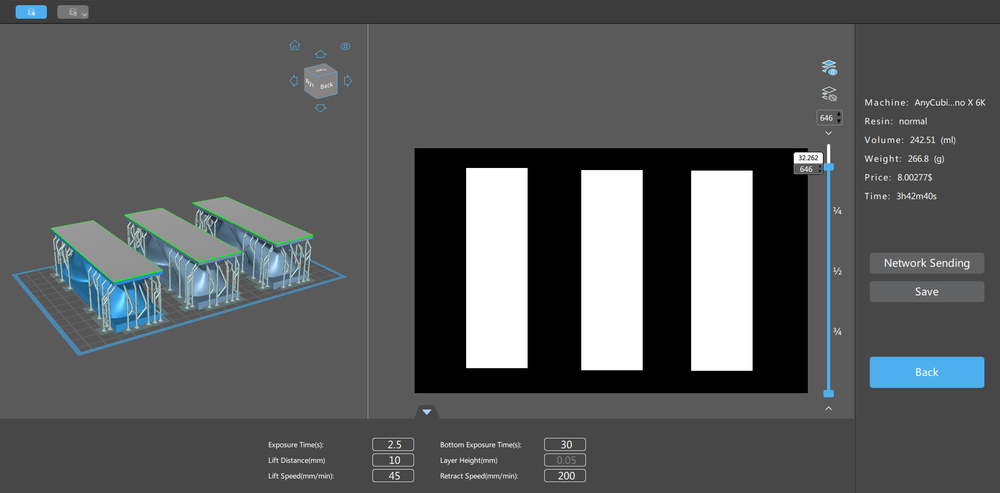 Top
Right
Back
646
32.262
646
¼
½
¾
Machine: AnyCubi...no X 6K
Resin: normal
Volume: 242.51 (ml)
Weight: 266.8 (g)
Price: 8.00277$
Time: 3h42m40s
Network Sending
Save
Back
Exposure Time(s): 2.5 Bottom Exposure Time(s): 30
Lift Distance(mm) 10 Layer Height(mm) 0.05
Lift Speed(mm/min): 45 Retract Speed(mm/min): 200